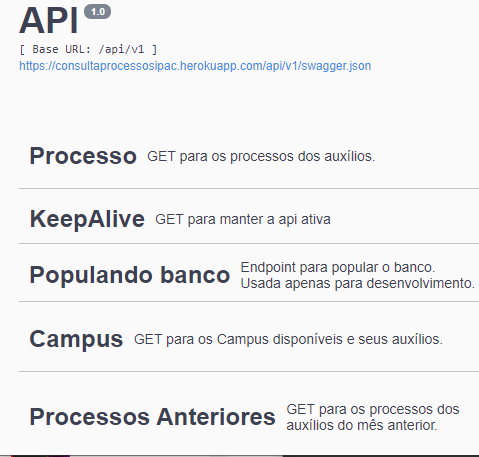 API 1.0
[ Base URL: /api/v1 ]
https://consultaprocessosipac.herokuapp.com/api/v1/swagger.json
Processo GET para os processos dos auxílios.
KeepAlive GET para manter a api ativa
Populando banco Endpoint para popular o banco.
Usada apenas para desenvolvimento.
Campus GET para os Campus disponíveis e seus auxílios.
Processos Anteriores GET para os processos dos
auxílios do mês anterior.